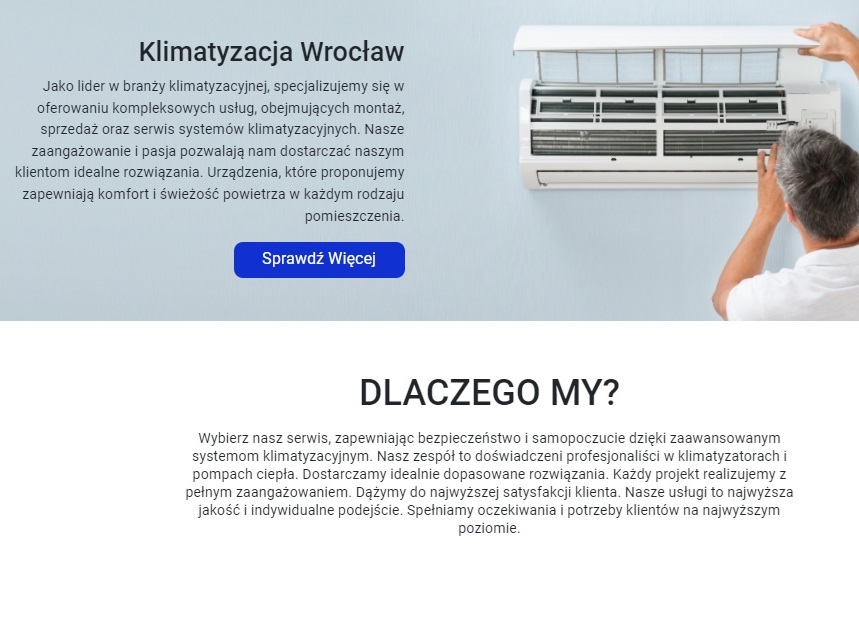 Klimatyzacja Wrocław
Jako lider w branży klimatyzacyjnej, specjalizujemy się w
oferowaniu kompleksowych usług, obejmujących montaż,
sprzedaż oraz serwis systemów klimatyzacyjnych. Nasze
zaangażowanie i pasja pozwalają nam dostarczać naszym
klientom idealne rozwiązania. Urządzenia, które proponujemy
zapewniają komfort i świeżość powietrza w każdym rodzaju
pomieszczenia.
Sprawdź Więcej
DLACZEGO MY?
Wybierz nasz serwis, zapewniając bezpieczeństwo i samopoczucie dzięki zaawansowanym
systemom klimatyzacyjnym. Nasz zespół to doświadczeni profesjonaliści w klimatyzatorach i
pompach ciepła. Dostarczamy idealnie dopasowane rozwiązania. Każdy projekt realizujemy z
pełnym zaangażowaniem. Dążymy do najwyższej satysfakcji klienta. Nasze usługi to najwyższa
jakość i indywidualne podejście. Spełniamy oczekiwania i potrzeby klientów na najwyższym
poziomie.